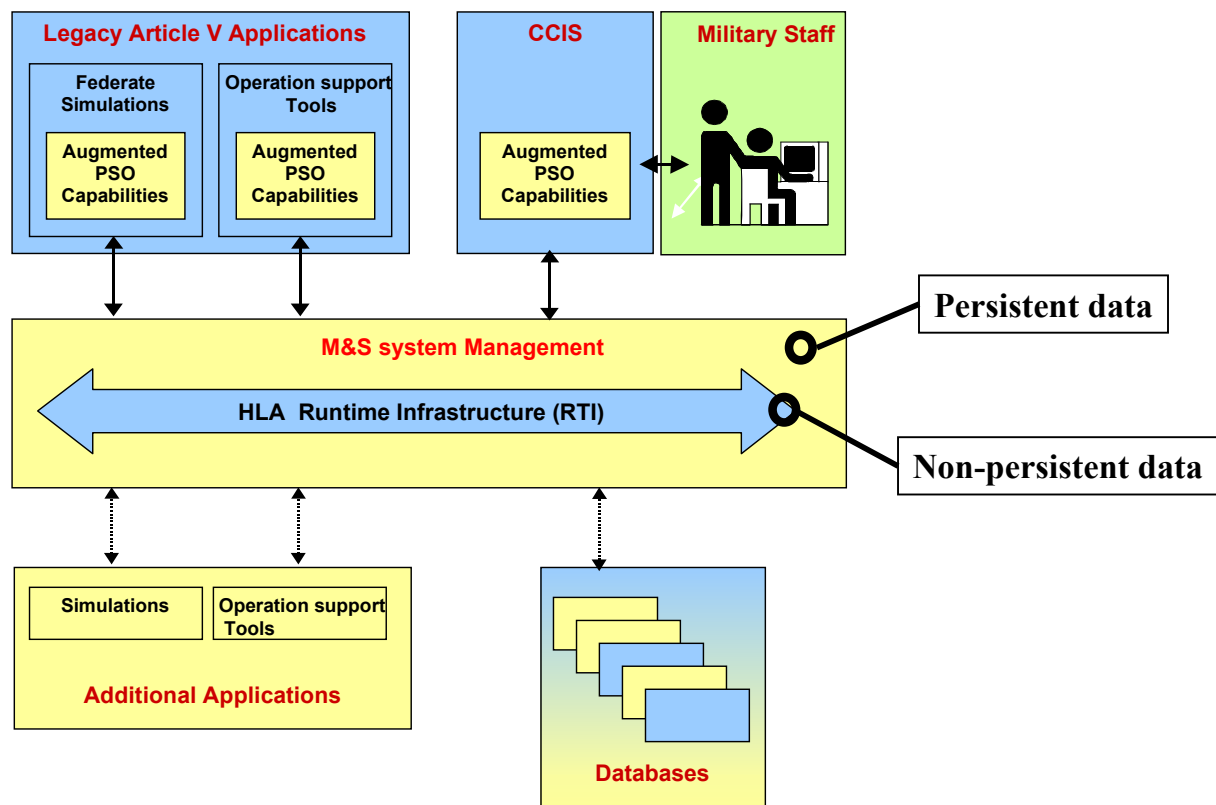 Legacy Article V Applications
Federate
Simulations
Augmented
PSO
Capabilities
Operation support
Tools
Augmented
PSO
Capabilities
CCIS
Augmented
PSO
Capabilities
Military Staff
Persistent data
M&S system Management
HLA Runtime Infrastructure (RTI)
Non-persistent data
Simulations
Operation support
Tools
Additional Applications
Databases